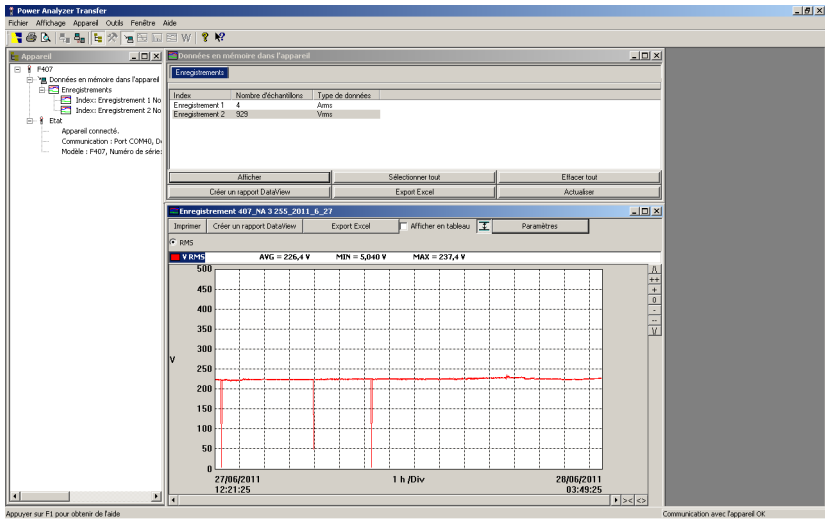 Power Analyzer Transfer
Fichier Affichage Appareil Outils Fenêtre Aide
Appareil
F407
Données en mémoire dans l'appareil
Enregistrements
Index: Enregistrement 1 No
Index: Enregistrement 2 No
Etat
Appareil connecté.
Communication : Port COM40, D
Modèle : F407, Numéro de série:
Données en mémoire dans l'appareil
Enregistrements
Index Nombre d'échantillons Type de données
Enregistrement 1 4 Arms
Enregistrement 2 929 Vrms
Afficher Sélectionner tout Effacer tout
Créer un rapport DataView Export Excel Actualiser
Enregistrement 407_NA 3 255_2011_6_27
Imprimer Créer un rapport DataView Export Excel Afficher en tableau Paramètres
RMS
V RMS AVG = 226,4 V MIN = 5,040 V MAX = 237,4 V
500
450
400
350
300
V
250
200
150
100
50
0
27/06/2011 1 h /Div 28/06/2011
12:21:25 03:49:25
++
+
0
-
--
>< <>
Appuyer sur F1 pour obtenir de l'aide Communication avec l'appareil OK